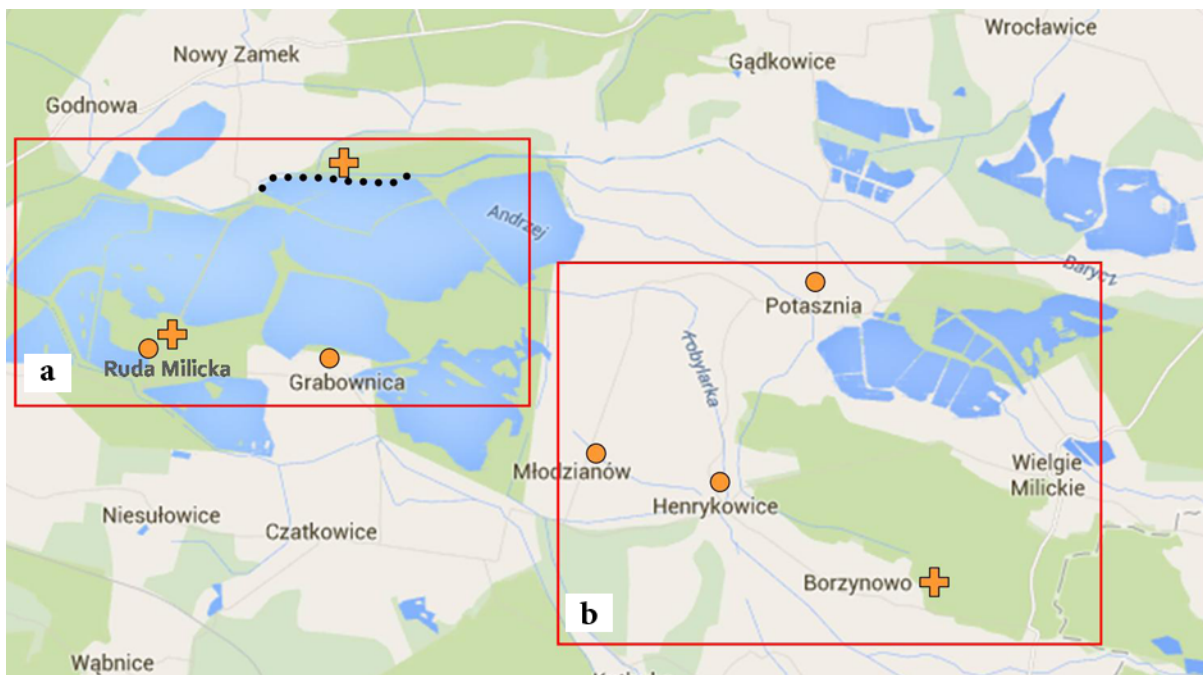 Wrocławice
Nowy Zamek
Gądkowice
Godnowa
Andrzej
Barycz
Potasznia
a
Ruda Milicka
Grabownica
Młodzianów
Wielgie
Milickie
Henrykowice
Niesułowice
Czatkowice
Borzynowo
b
Wąbnice